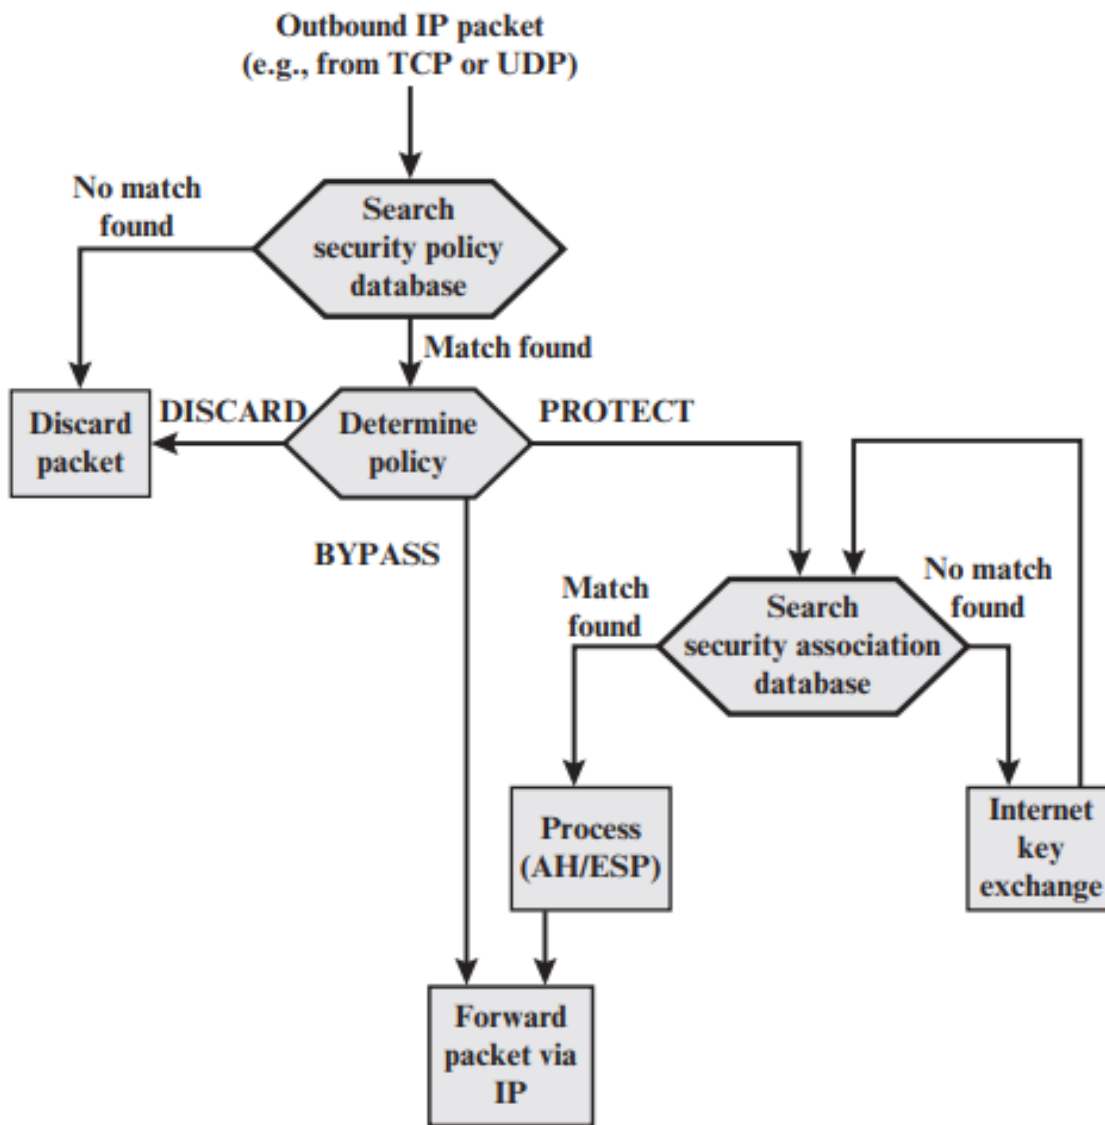 Outbound IP packet
(e.g., from TCP or UDP)
No match
found
Search
security policy
database
Match found
Discard
packet
DISCARD
Determine
policy
PROTECT
BYPASS
Match
found
Search
security association
database
No match
found
Process
(AH/ESP)
Internet
key
exchange
Forward
packet via
IP